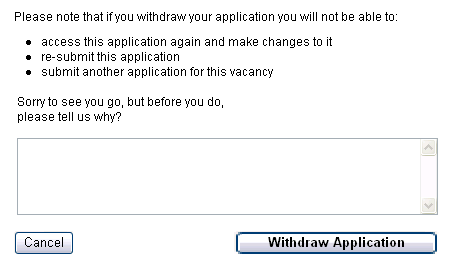 Please note that if you withdraw your application you will not be able to:
• access this application again and make changes to it
• re-submit this application
• submit another application for this vacancy
Sorry to see you go, but before you do,
please tell us why?
Cancel Withdraw Application